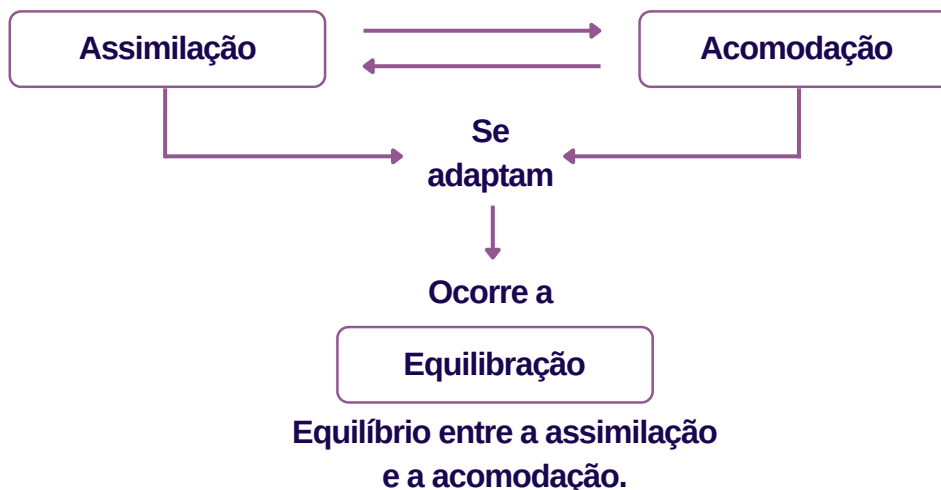 Assimilação
Acomodação
Se
adaptam
Ocorre a
Equilibração
Equilíbrio entre a assimilação
e a acomodação.